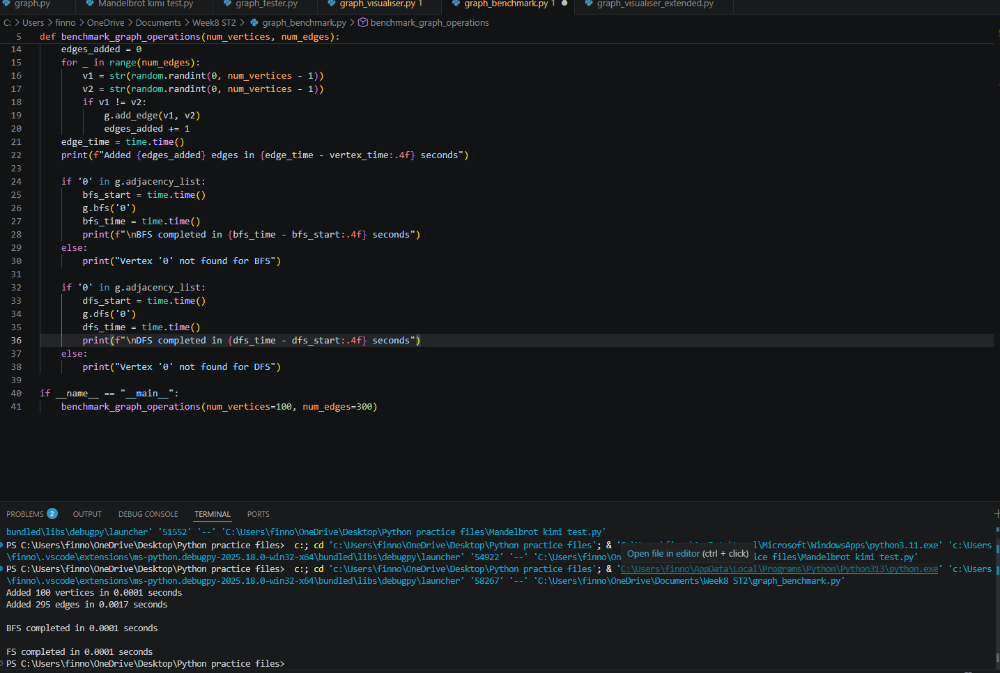 graph.py Mandelbrot kimi test.py graph_tester.py graph_visualiser.py 1 graph_benchmark.py 1 graph_visualiser_extended.py
C: > Users > finno > OneDrive > Documents > Week8 ST2 > graph_benchmark.py > benchmark_graph_operations
5 def benchmark_graph_operations(num_vertices, num_edges):
14 edges_added = 0
15 for _ in range(num_edges):
16 v1 = str(random.randint(0, num_vertices - 1))
17 v2 = str(random.randint(0, num_vertices - 1))
18 if v1 != v2:
19 g.add_edge(v1, v2)
20 edges_added += 1
21 edge_time = time.time()
22 print(f"Added {edges_added} edges in {edge_time - vertex_time:.4f} seconds")
23
24 if '0' in g.adjacency_list:
25 bfs_start = time.time()
26 g.bfs('0')
27 bfs_time = time.time()
28 print(f"\nBFS completed in {bfs_time - bfs_start:.4f} seconds")
29 else:
30 print("Vertex '0' not found for BFS")
31
32 if '0' in g.adjacency_list:
33 dfs_start = time.time()
34 g.dfs('0')
35 dfs_time = time.time()
36 print(f"\nDFS completed in {dfs_time - dfs_start:.4f} seconds")
37 else:
38 print("Vertex '0' not found for DFS")
39
40 if __name__ == "__main__":
41 benchmark_graph_operations(num_vertices=100, num_edges=300)
PROBLEMS 2 OUTPUT DEBUG CONSOLE TERMINAL PORTS
bundled\libs\debugpy\launcher' '51552' '--' 'C:\Users\finno\OneDrive\Desktop\Python practice files\Mandelbrot kimi test.py'
PS C:\Users\finno\OneDrive\Desktop\Python practice files> c:; cd 'c:\Users\finno\OneDrive\Desktop\Python practice files'; & l\Microsoft\WindowsApps\python3.11.exe' 'c:\Users
Open file in editor (ctrl + click)
\finno\.vscode\extensions\ms-python.debugpy-2025.18.0-win32-x64\bundled\libs\debugpy\launcher' '54922' '--' 'C:\Users\finno\On ice files\Mandelbrot kimi test.py'
PS C:\Users\finno\OneDrive\Desktop\Python practice files> c:; cd 'c:\Users\finno\OneDrive\Desktop\Python practice files'; & 'C:\Users\finno\AppData\Local\Programs\Python\Python313\python.exe' 'c:\Users
\finno\.vscode\extensions\ms-python.debugpy-2025.18.0-win32-x64\bundled\libs\debugpy\launcher' '58267' '--' 'C:\Users\finno\OneDrive\Documents\Week8 ST2\graph_benchmark.py'
Added 100 vertices in 0.0001 seconds
Added 295 edges in 0.0017 seconds
BFS completed in 0.0001 seconds
FS completed in 0.0001 seconds
PS C:\Users\finno\OneDrive\Desktop\Python practice files>